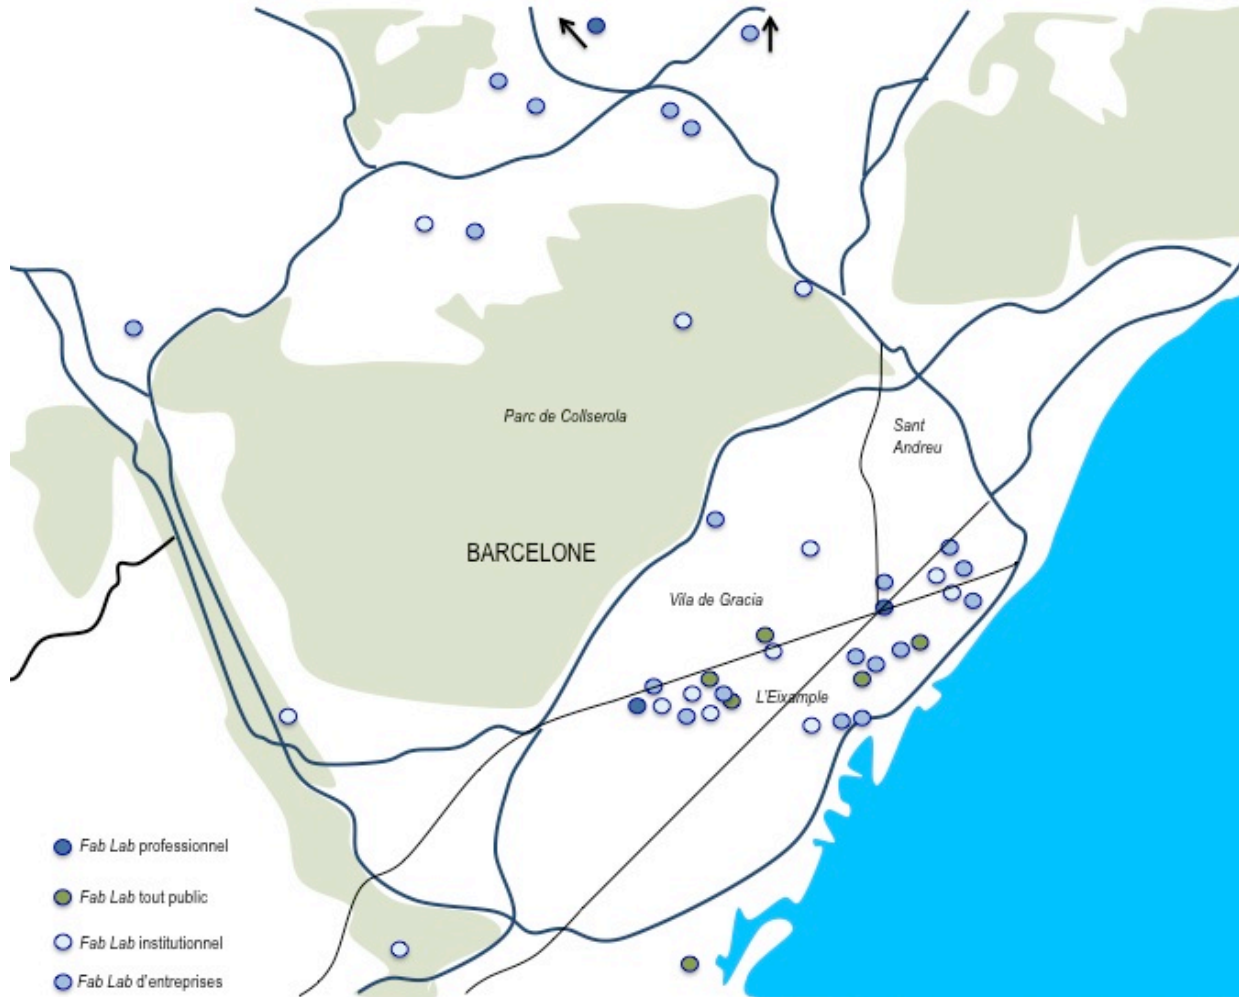 Parc de Collserola
Sant
Andreu
BARCELONE
Vila de Gracia
L'Eixample
Fab Lab professionnel
Fab Lab tout public
Fab Lab institutionnel
Fab Lab d'entreprises